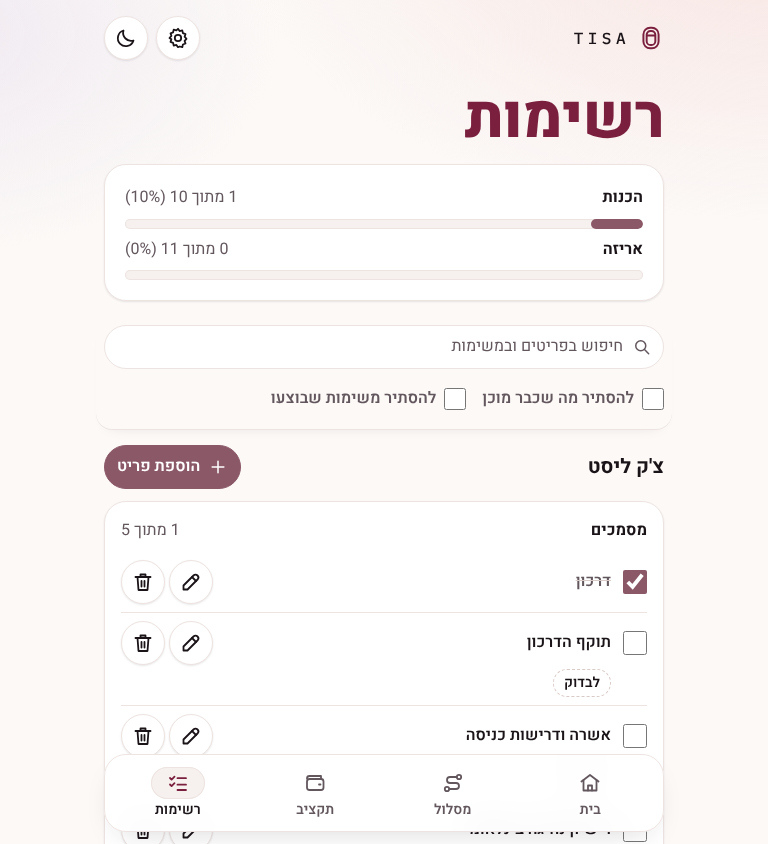 TISA
רשימות
הכנות 1 מתוך 10 (10%)
אריזה 0 מתוך 11 (0%)
חיפוש בפריטים ובמשימות
להסתיר מה שכבר מוכן להסתיר משימות שבוצעו
צ'ק ליסט הוספת פריט
מסמכים 1 מתוך 5
דרכון
תוקף הדרכון
לבדוק
אשרה ודרישות כניסה
בית מסלול תקציב רשימות